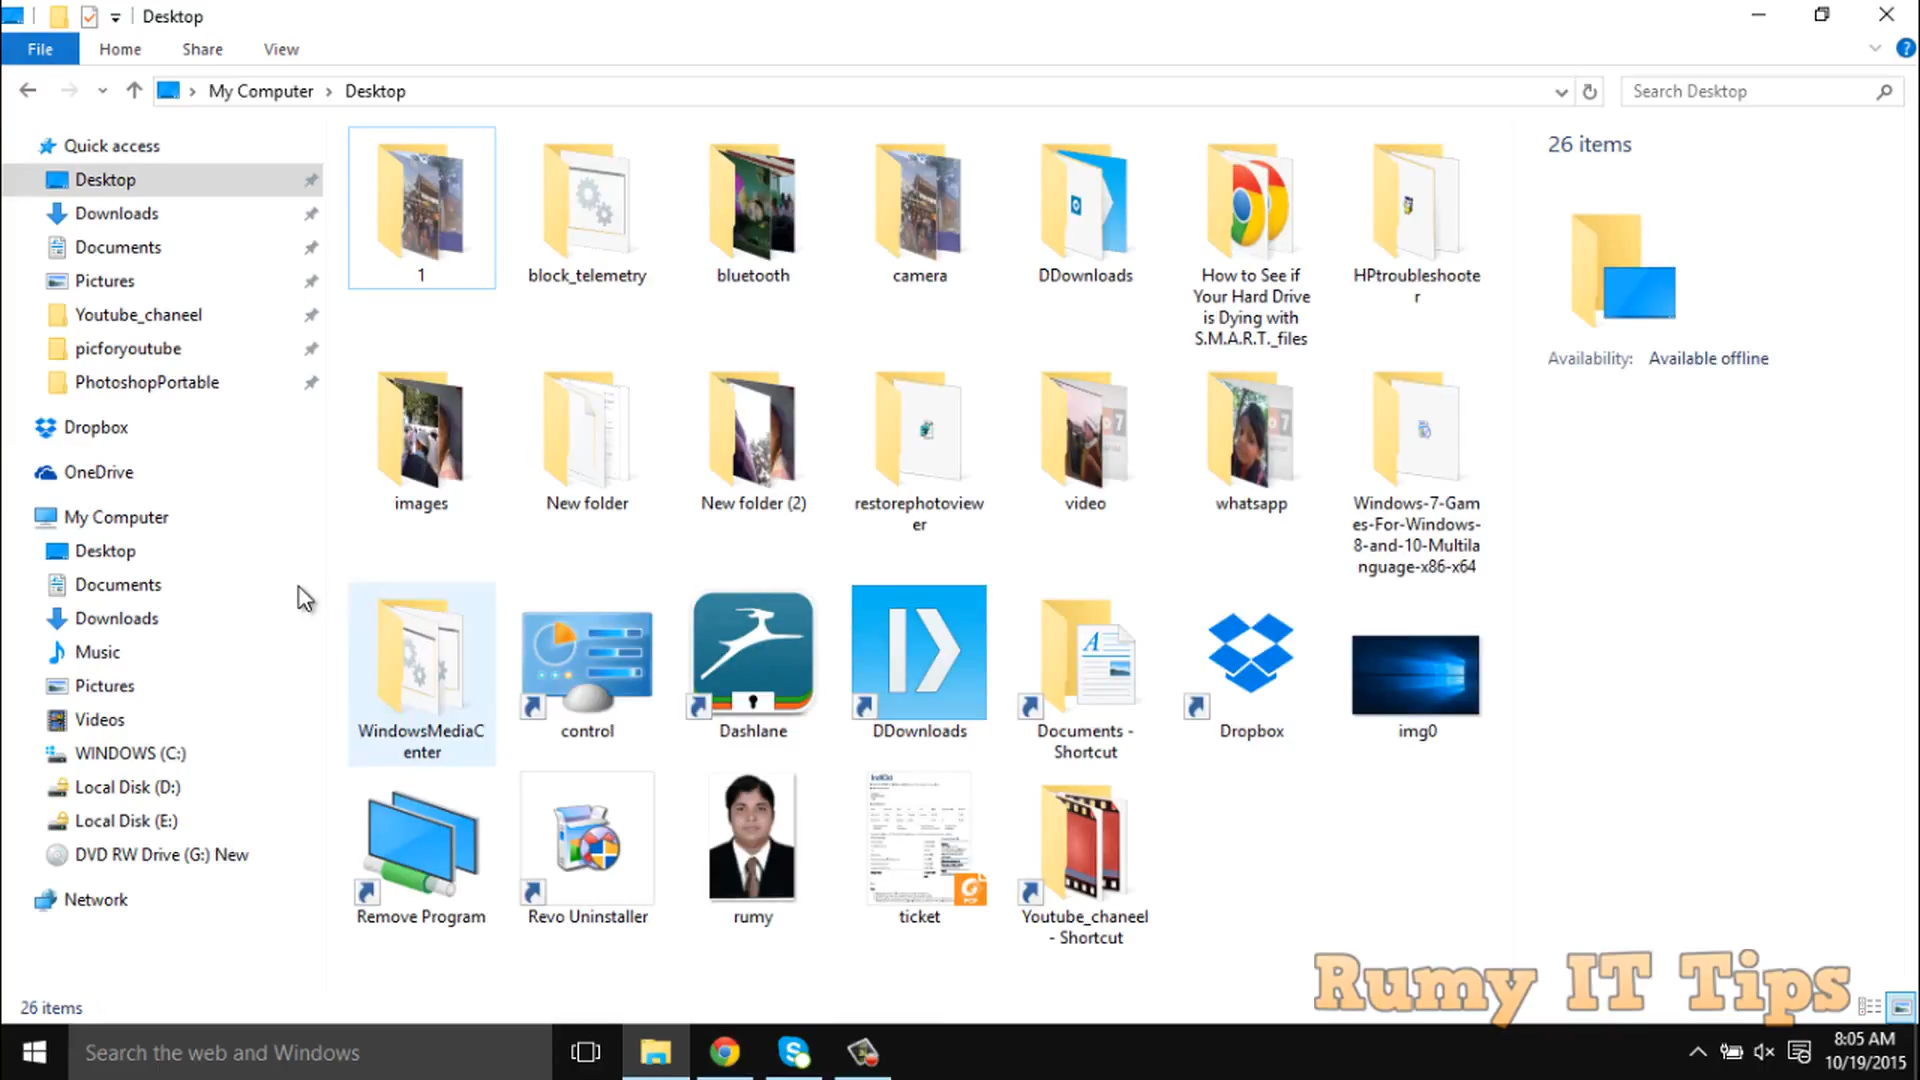 Desktop
File Home Share View
My Computer Desktop
Search Desktop
Quick access
Desktop
Downloads
Documents
Pictures
Youtube_chaneel
picforyoutube
PhotoshopPortable
Dropbox
OneDrive
My Computer
Desktop
Documents
Downloads
Music
Pictures
Videos
WINDOWS (C:)
Local Disk (D:)
Local Disk (E:)
DVD RW Drive (G:) New
Network
1
block_telemetry
bluetooth
camera
DDownloads
How to See if
Your Hard Drive
is Dying with
S.M.A.R.T._files
HPtroubleshoote
r
images
New folder
New folder (2)
restorephotoview
er
video
whatsapp
Windows-7-Gam
es-For-Windows-
8-and-10-Multila
nguage-x86-x64
WindowsMediaC
enter
control
Dashlane
DDownloads
Documents -
Shortcut
Dropbox
img0
Remove Program
Revo Uninstaller
rumy
ticket
Youtube_chaneel
- Shortcut
26 items
Availability: Available offline
26 items
Rumy IT Tips
Search the web and Windows
8:05 AM
10/19/2015